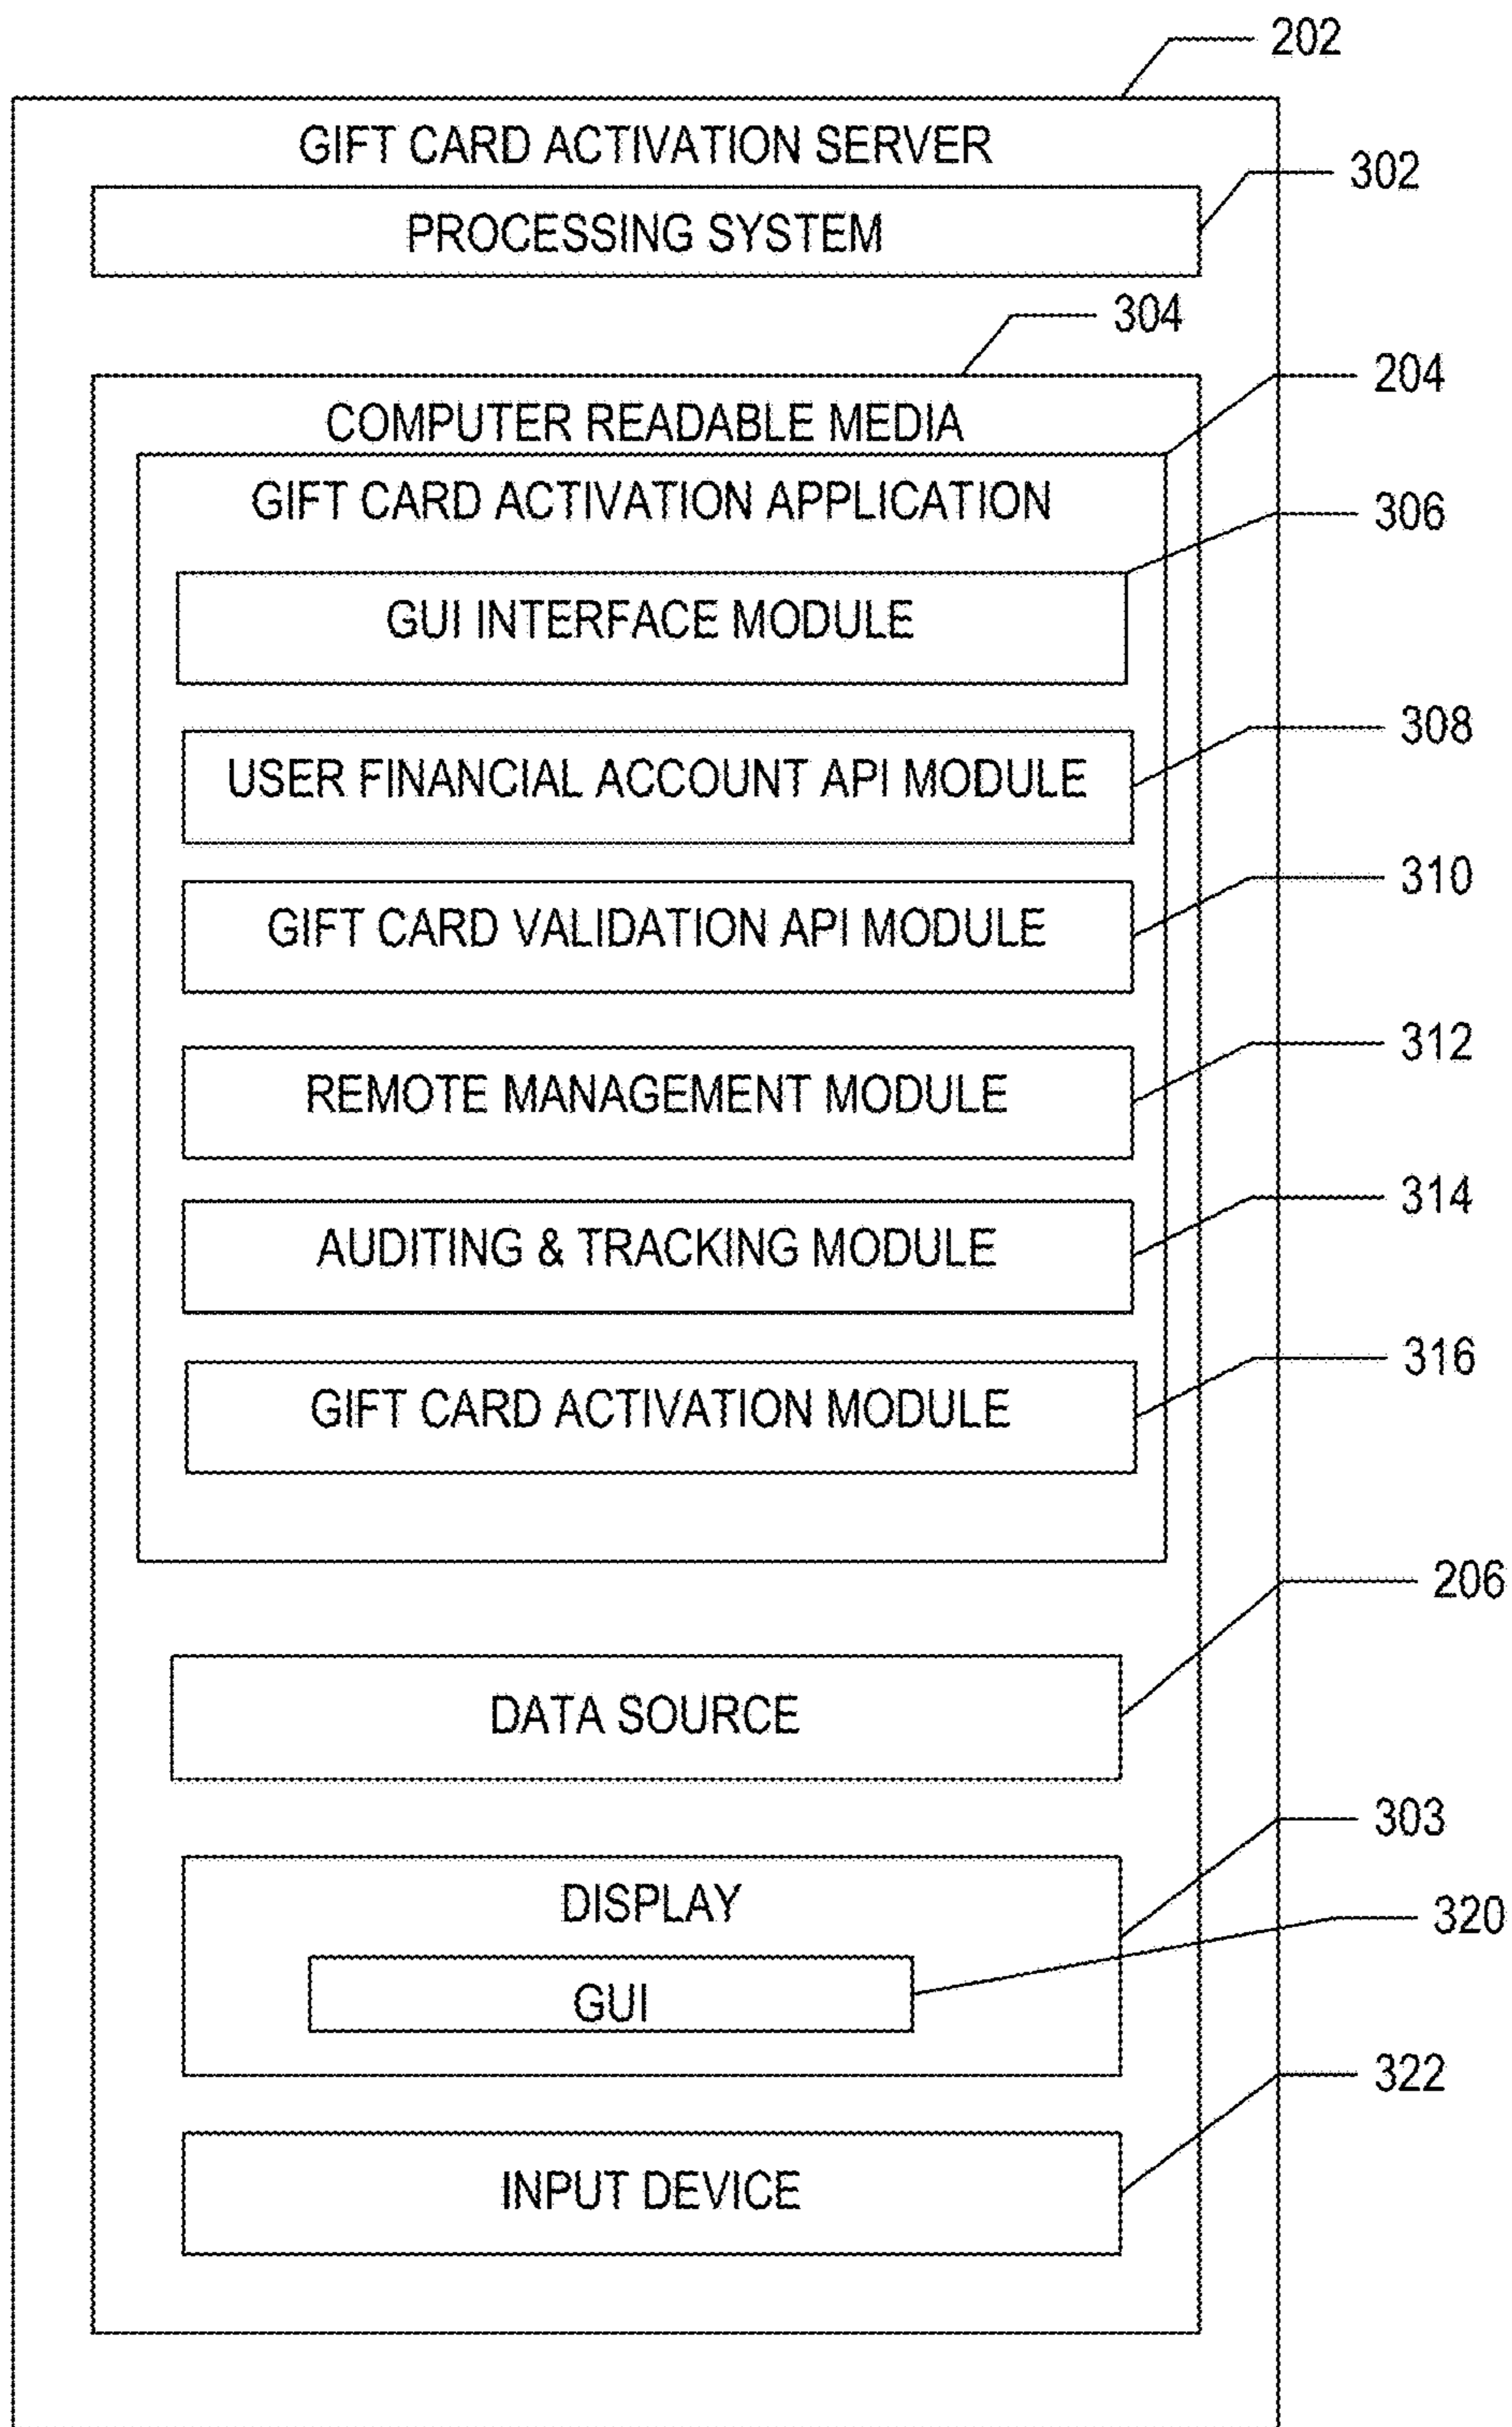 202
GIFT CARD ACTIVATION SERVER
302
PROCESSING SYSTEM
304
204
COMPUTER READABLE MEDIA
GIFT CARD ACTIVATION APPLICATION
306
GUI INTERFACE MODULE
308
USER FINANCIAL ACCOUNT API MODULE
310
GIFT CARD VALIDATION API MODULE
312
REMOTE MANAGEMENT MODULE
314
AUDITING & TRACKING MODULE
316
GIFT CARD ACTIVATION MODULE
206
DATA SOURCE
303
DISPLAY
320
GUI
322
INPUT DEVICE